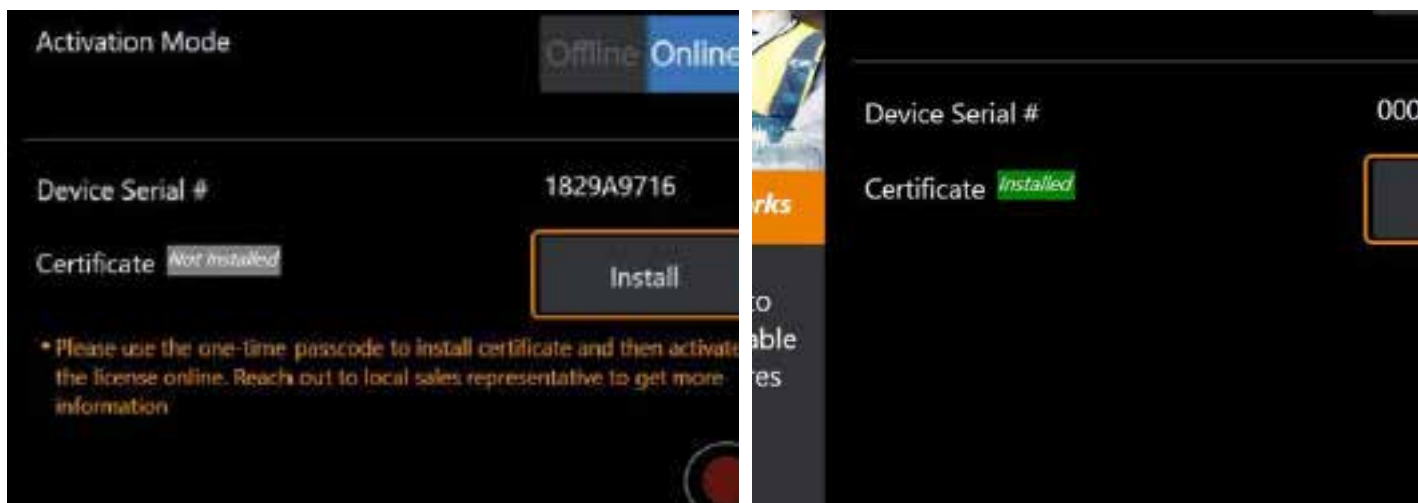 Activation Mode
Offline Online
Device Serial #
1829A9716
Certificate Not Installed
Install
* Please use the one-time passcode to install certificate and then activate
the license online. Reach out to local sales representative to get more
information
Device Serial #
000
Certificate Installed
rks
to
able
res